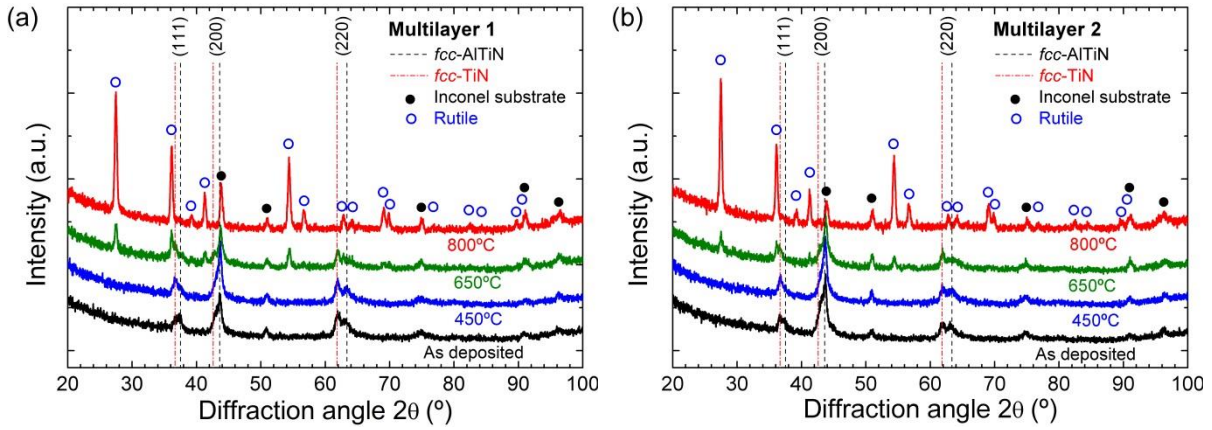 (a)
(111)
(200)
(220)
Multilayer 1
fcc-AlTiN
fcc-TiN
Inconel substrate
Rutile
800ºC
650ºC
450ºC
As deposited
Intensity (a.u.)
20 30 40 50 60 70 80 90 100
Diffraction angle 2θ (º)
(b)
(111)
(200)
(220)
Multilayer 2
fcc-AlTiN
fcc-TiN
Inconel substrate
Rutile
800ºC
650ºC
450ºC
As deposited
Intensity (a.u.)
20 30 40 50 60 70 80 90 100
Diffraction angle 2θ (º)